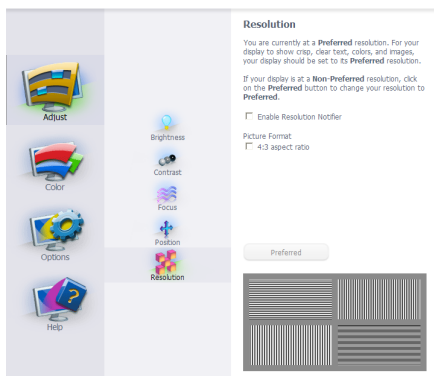 Adjust
Color
Options
?
Help
Brightness
Contrast
Focus
Position
Resolution
Resolution
You are currently at a Preferred resolution. For your
display to show crisp, clear text, colors, and images,
your display should be set to its Preferred resolution.
If your display is at a Non-Preferred resolution, click
on the Preferred button to change your resolution to
Preferred.
Enable Resolution Notifier
Picture Format
4:3 aspect ratio
Preferred